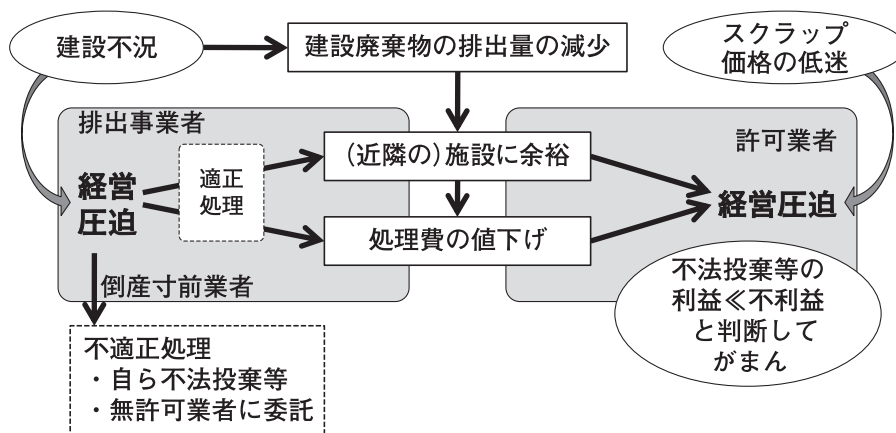 建設不況
建設廃棄物の排出量の減少
スクラップ
価格の低迷
排出事業者
許可業者
経営
圧迫
適正
処理
(近隣の)施設に余裕
処理費の値下げ
経営圧迫
倒産寸前業者
不適正処理
・自ら不法投棄等
・無許可業者に委託
不法投棄等の
利益≪不利益
と判断して
がまん